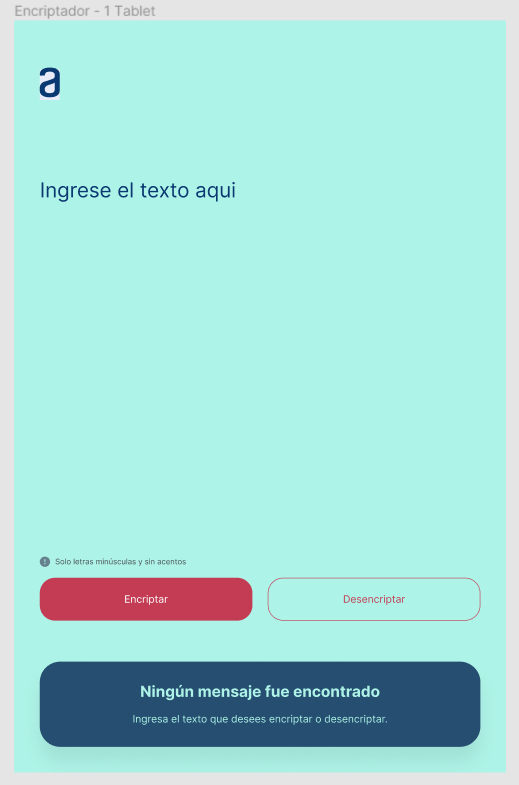 Encriptador - 1 Tablet
a
Ingrese el texto aqui
! Solo letras minúsculas y sin acentos
Encriptar
Desencriptar
Ningún mensaje fue encontrado
Ingresa el texto que desees encriptar o desencriptar.